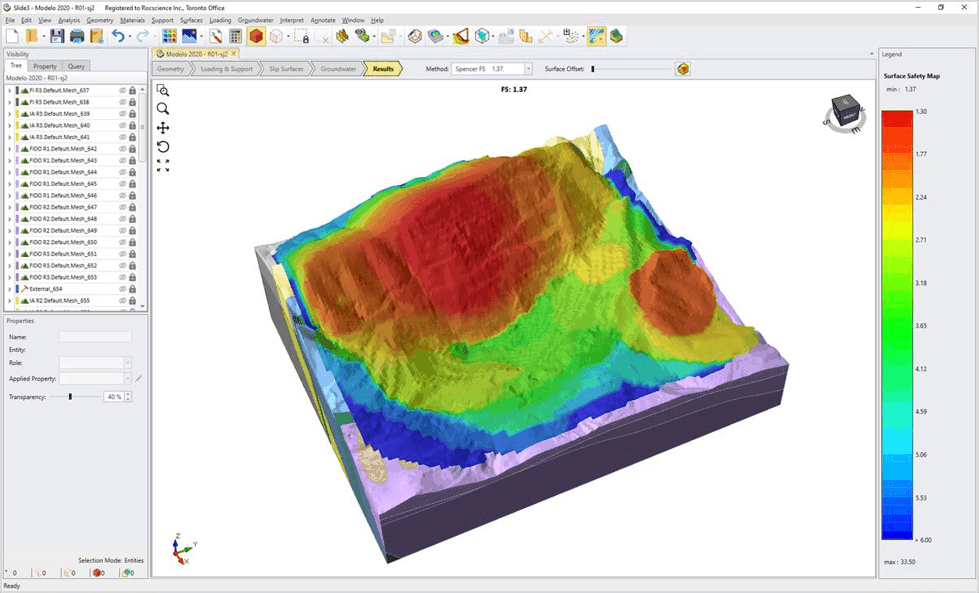 Slide3 - Modelo 2020 - R01-sj2 Registered to Rocscience Inc., Toronto Office
File Edit View Analysis Geometry Materials Support Surfaces Loading Groundwater Interpret Annotate Window Help
Visibility
Tree Property Query
Modelo 2020 - R01-sj2
FI R3.Default.Mesh_637
FI R3.Default.Mesh_638
IA R3.Default.Mesh_639
IA R3.Default.Mesh_640
IA R3.Default.Mesh_641
FIDO R1.Default.Mesh_642
FIDO R1.Default.Mesh_643
FIDO R1.Default.Mesh_644
FIDO R1.Default.Mesh_645
FIDO R1.Default.Mesh_646
FIDO R2.Default.Mesh_647
FIDO R2.Default.Mesh_648
FIDO R2.Default.Mesh_649
FIDO R2.Default.Mesh_650
FIDO R3.Default.Mesh_651
FIDO R3.Default.Mesh_652
FIDO R3.Default.Mesh_653
External_654
IA R2.Default.Mesh_655
Properties
Name:
Entity:
Role:
Applied Property:
Transparency: 40 %
Selection Mode: Entities
0 0 0 0 0
Ready
Modelo 2020 - R01-sj2
Geometry Loading & Support Slip Surfaces Groundwater Results Method: Spencer FS 1.37 Surface Offset:
FS: 1.37
S E
Z
Y
X
Legend
Surface Safety Map
min : 1.37
1.30
1.77
2.24
2.71
3.18
3.65
4.12
4.59
5.06
5.53
> 6.00
max : 33.50